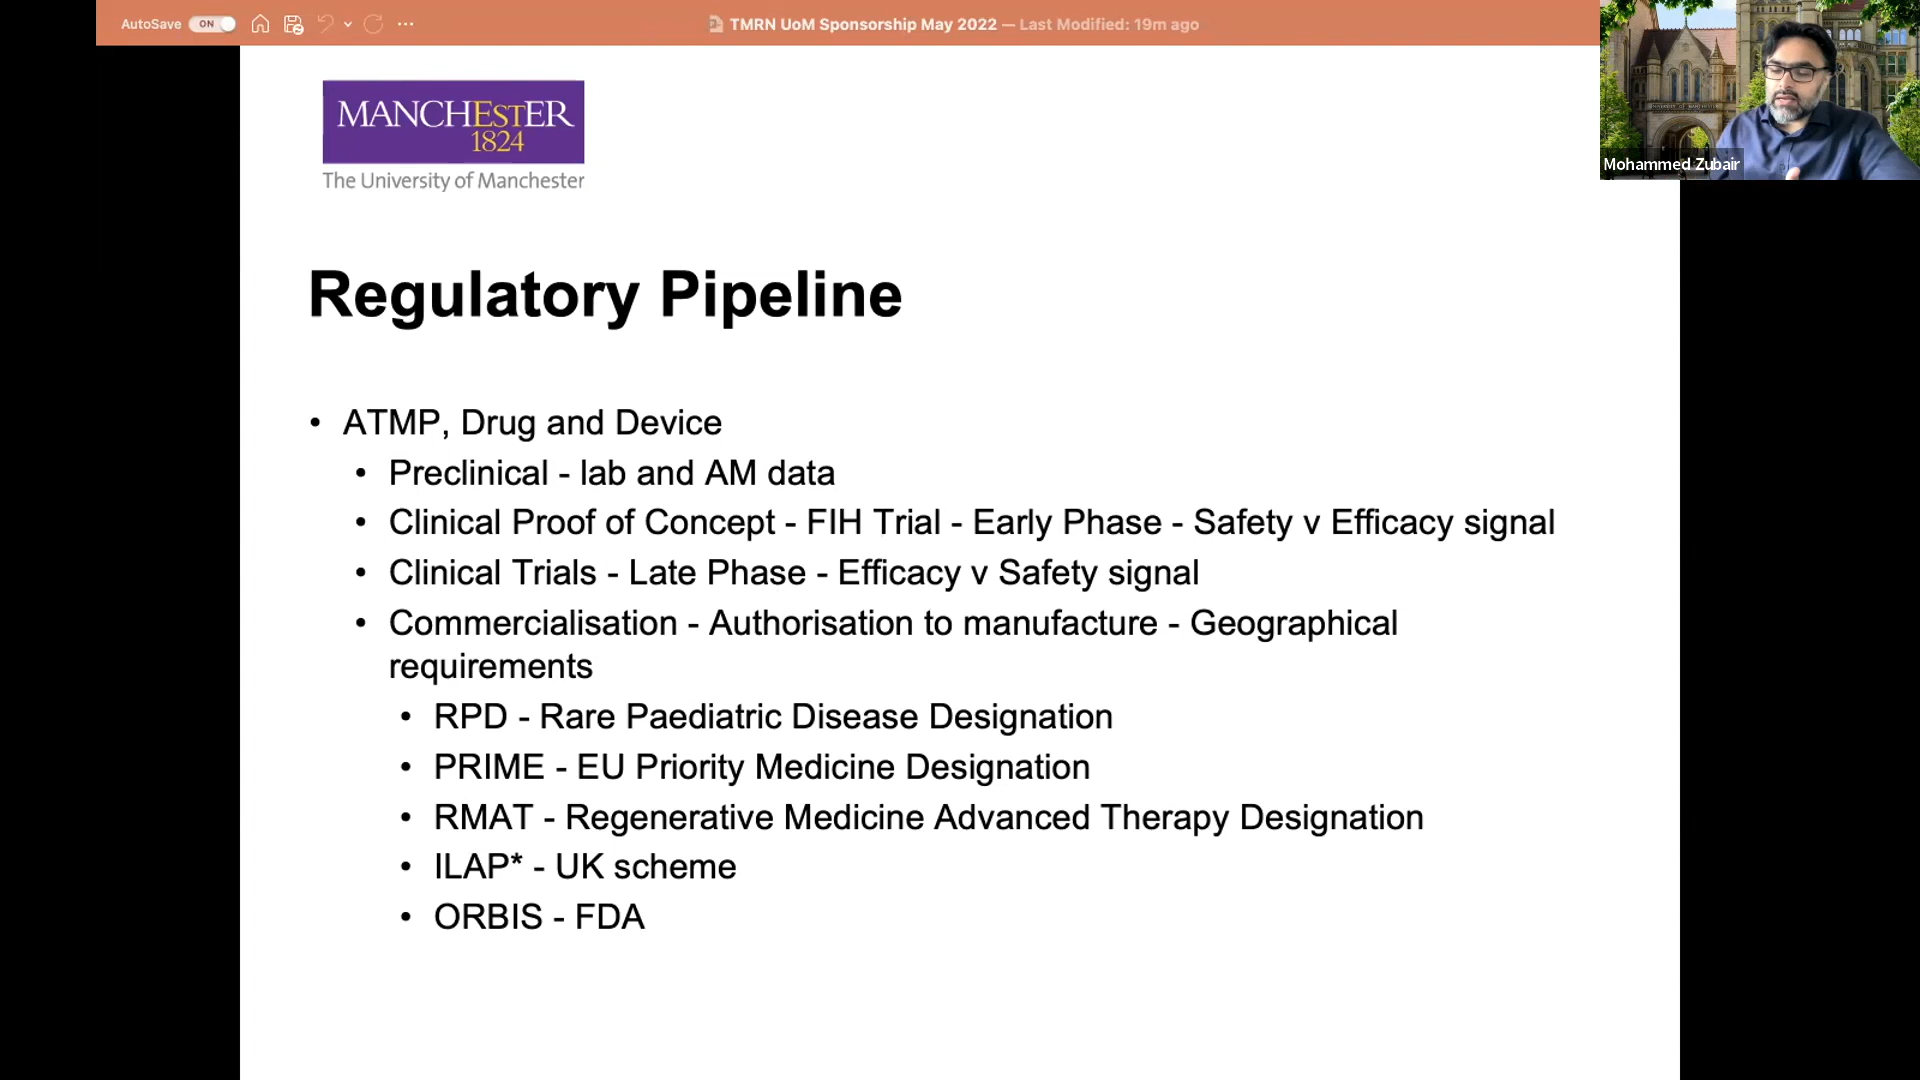 AutoSave ON
TMRN UoM Sponsorship May 2022 — Last Modified: 19m ago
MANCHESTER
1824
The University of Manchester
Mohammed Zubair
Regulatory Pipeline
• ATMP, Drug and Device
• Preclinical - lab and AM data
• Clinical Proof of Concept - FIH Trial - Early Phase - Safety v Efficacy signal
• Clinical Trials - Late Phase - Efficacy v Safety signal
• Commercialisation - Authorisation to manufacture - Geographical
requirements
• RPD - Rare Paediatric Disease Designation
• PRIME - EU Priority Medicine Designation
• RMAT - Regenerative Medicine Advanced Therapy Designation
• ILAP* - UK scheme
• ORBIS - FDA